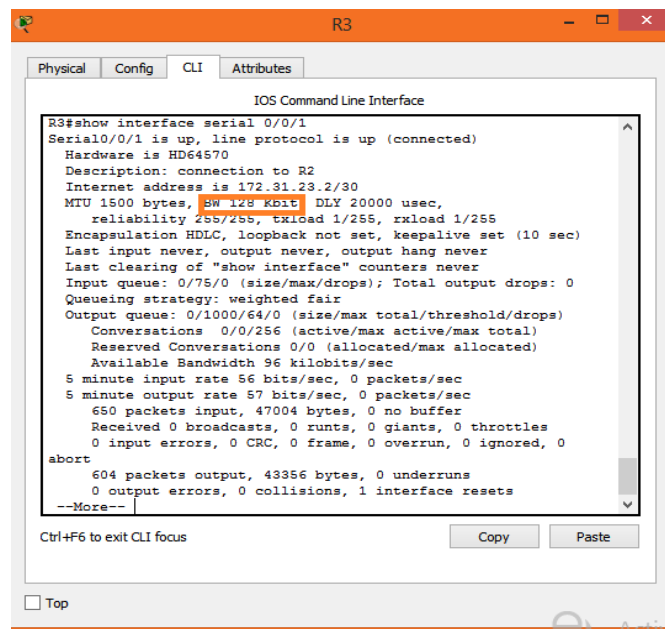 R3
Physical Config CLI Attributes
IOS Command Line Interface
R3#show interface serial 0/0/1
Serial0/0/1 is up, line protocol is up (connected)
Hardware is HD64570
Description: connection to R2
Internet address is 172.31.23.2/30
MTU 1500 bytes, BW 128 Kbit, DLY 20000 usec,
reliability 255/255, txload 1/255, rxload 1/255
Encapsulation HDLC, loopback not set, keepalive set (10 sec)
Last input never, output never, output hang never
Last clearing of "show interface" counters never
Input queue: 0/75/0 (size/max/drops); Total output drops: 0
Queueing strategy: weighted fair
Output queue: 0/1000/64/0 (size/max total/threshold/drops)
Conversations 0/0/256 (active/max active/max total)
Reserved Conversations 0/0 (allocated/max allocated)
Available Bandwidth 96 kilobits/sec
5 minute input rate 56 bits/sec, 0 packets/sec
5 minute output rate 57 bits/sec, 0 packets/sec
650 packets input, 47004 bytes, 0 no buffer
Received 0 broadcasts, 0 runts, 0 giants, 0 throttles
0 input errors, 0 CRC, 0 frame, 0 overrun, 0 ignored, 0
abort
604 packets output, 43356 bytes, 0 underruns
0 output errors, 0 collisions, 1 interface resets
--More--
Ctrl+F6 to exit CLI focus
Copy Paste
Top